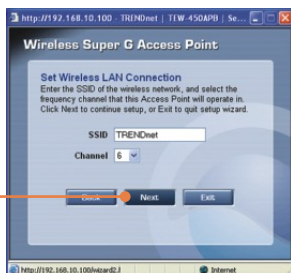 http://192.168.10.100 - TRENDnet | TEW-450APB | Se...
Wireless Super G Access Point
Set Wireless LAN Connection
Enter the SSID of the wireless network, and select the
frequency channel that this Access Point will operate in.
Click Next to continue setup, or Exit to quit setup wizard.
SSID TRENDnet
Channel 6
Back Next Exit
http://192.168.10.100/wizard2.l Internet